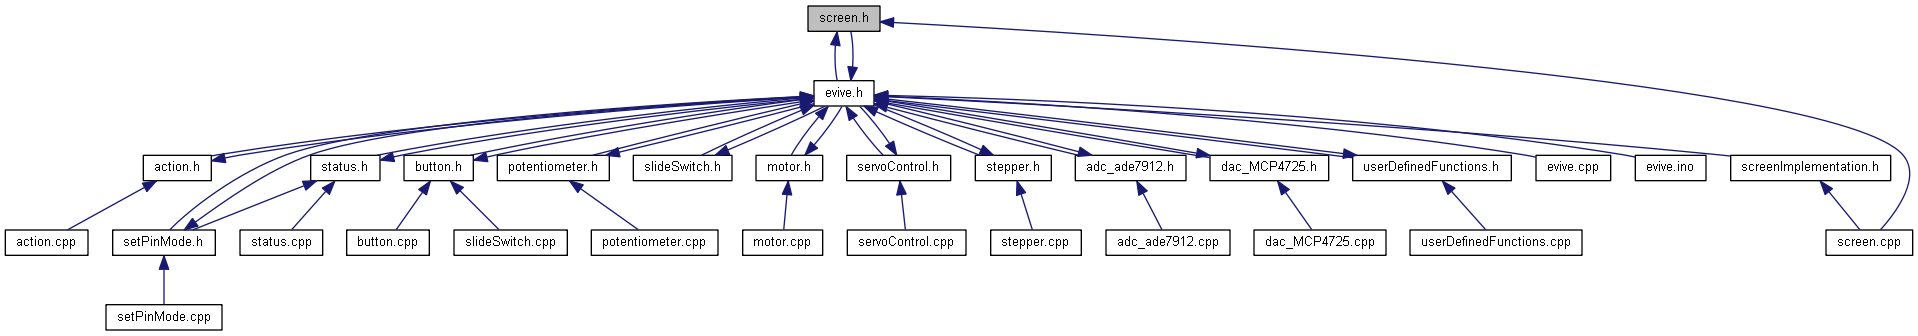 screen.h
evive.h
action.h
status.h
button.h
potentiometer.h
slideSwitch.h
motor.h
servoControl.h
stepper.h
adc_ade7912.h
dac_MCP4725.h
userDefinedFunctions.h
evive.cpp
evive.ino
screenImplementation.h
action.cpp
setPinMode.h
status.cpp
button.cpp
slideSwitch.cpp
potentiometer.cpp
motor.cpp
servoControl.cpp
stepper.cpp
adc_ade7912.cpp
dac_MCP4725.cpp
userDefinedFunctions.cpp
screen.cpp
setPinMode.cpp